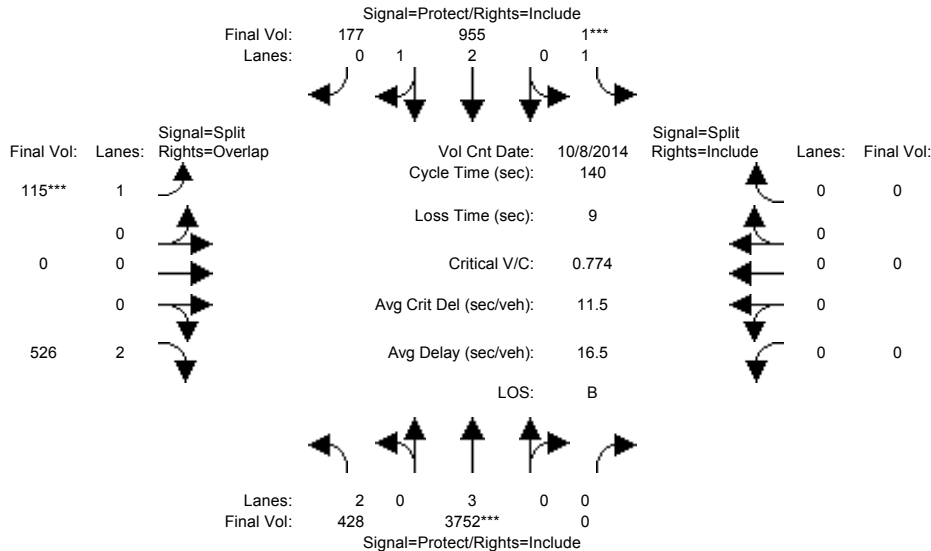 Signal=Protect/Rights=Include
Final Vol: 177 955 1***
Lanes: 0 1 2 0 1
Signal=Split Signal=Split
Final Vol: Lanes: Rights=Overlap Vol Cnt Date: 10/8/2014 Rights=Include Lanes: Final Vol:
Cycle Time (sec): 140
115*** 1 0 0
Loss Time (sec): 9
0 0
0 0 Critical V/C: 0.774 0 0
0 Avg Crit Del (sec/veh): 11.5 0
526 2 Avg Delay (sec/veh): 16.5 0 0
LOS: B
Lanes: 2 0 3 0 0
Final Vol: 428 3752*** 0
Signal=Protect/Rights=Include